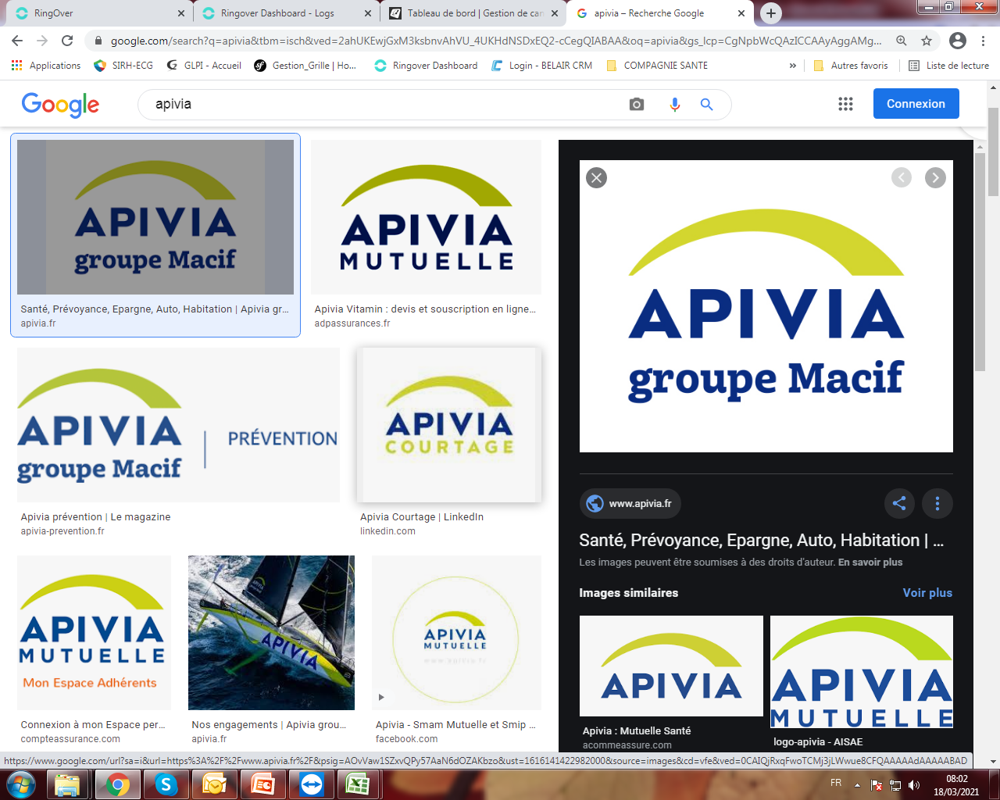 RingOver
Ringover Dashboard - Logs
Tableau de bord | Gestion de can
apivia – Recherche Google
google.com/search?q=apivia&tbm=isch&ved=2ahUKEwjGxM3ksbnvAhVU_4UKHdNSDxEQ2-cCegQIABAA&oq=apivia&gs_lcp=CgNpbWcQAzICCAAyAggAMg...
Applications
SIRH-ECG
GLPI - Accueil
Gestion_Grille | Ho...
Ringover Dashboard
Login - BELAIR CRM
COMPAGNIE SANTE
»
Autres favoris
Liste de lecture
Google
apivia
Connexion
APIVIA
groupe Macif
Santé, Prévoyance, Epargne, Auto, Habitation | Apivia gr...
apivia.fr
APIVIA
MUTUELLE
Apivia Vitamin : devis et souscription en ligne...
adpassurances.fr
APIVIA
groupe Macif
PRÉVENTION
Apivia prévention | Le magazine
apivia-prevention.fr
APIVIA
COURTAGE
Apivia Courtage | LinkedIn
linkedin.com
APIVIA
MUTUELLE
Mon Espace Adhérents
Connexion à mon Espace per...
compteassurance.com
APIVIA
APIVIA
Nos engagements | Apivia grou...
apivia.fr
APIVIA
MUTUELLE
www.apivia.fr
Apivia - Smam Mutuelle et Smip ...
facebook.com
APIVIA
groupe Macif
www.apivia.fr
Santé, Prévoyance, Epargne, Auto, Habitation | ...
Les images peuvent être soumises à des droits d'auteur. En savoir plus
Images similaires
Voir plus
APIVIA
Apivia : Mutuelle Santé
acommeassure.com
APIVIA
MUTUELLE
logo-apivia - AISAE
https://www.google.com/url?sa=i&url=https%3A%2F%2Fwww.apivia.fr%2F&psig=AOvVaw1SZxvQPy57AaN6dOZAKbzo&ust=1616141422982000&source=images&cd=vfe&ved=0CAIQjRxqFwoTCMj3jLWwue8CFQAAAAAdAAAAABAD
FR
08:02
18/03/2021